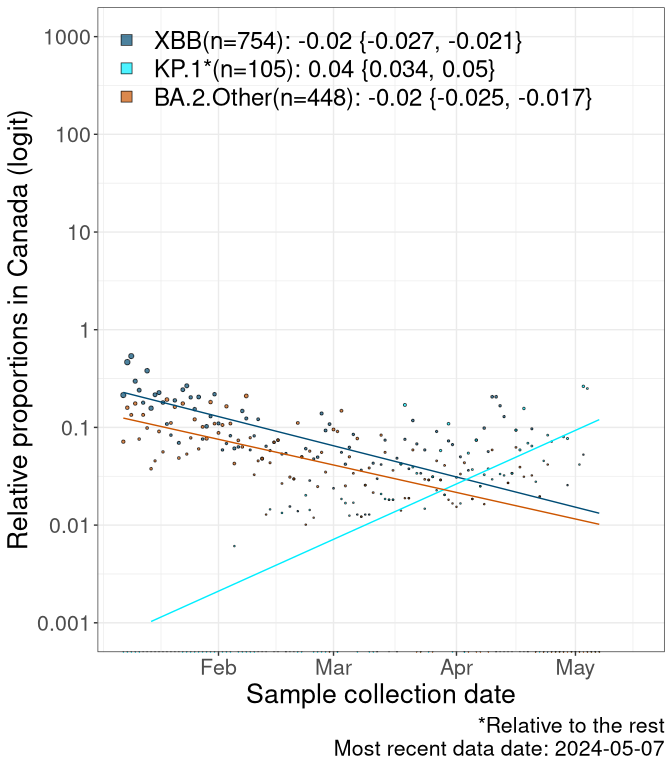 XBB(n=754): -0.02 {-0.027, -0.021}
KP.1*(n=105): 0.04 {0.034, 0.05}
BA.2.Other(n=448): -0.02 {-0.025, -0.017}
Relative proportions in Canada (logit)
1000
100
10
1
0.1
0.01
0.001
Feb Mar Apr May
Sample collection date
*Relative to the rest
Most recent data date: 2024-05-07